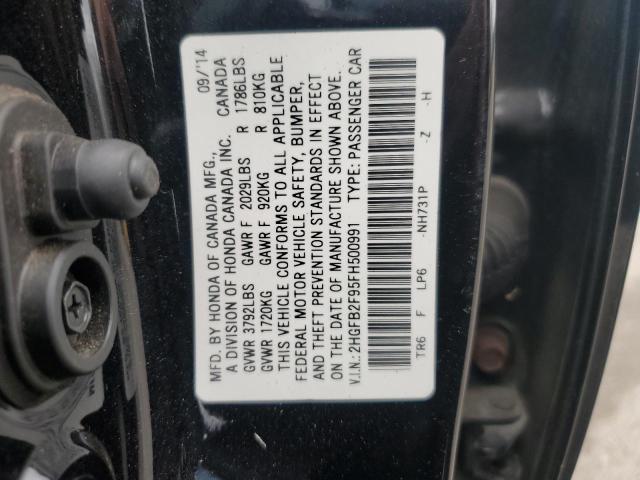 MFD. BY HONDA OF CANADA MFG., 09/'14
A DIVISION OF HONDA CANADA INC. CANADA
GVWR 3792LBS GAWR F 2029LBS R 1786LBS
GVWR 1720KG GAWR F 920KG R 810KG
THIS VEHICLE CONFORMS TO ALL APPLICABLE
FEDERAL MOTOR VEHICLE SAFETY, BUMPER,
AND THEFT PREVENTION STANDARDS IN EFFECT
ON THE DATE OF MANUFACTURE SHOWN ABOVE.
V.I.N.: 2HGFB2F95FH500991 TYPE: PASSENGER CAR
TR6 F LP6 -NH731P -Z -H